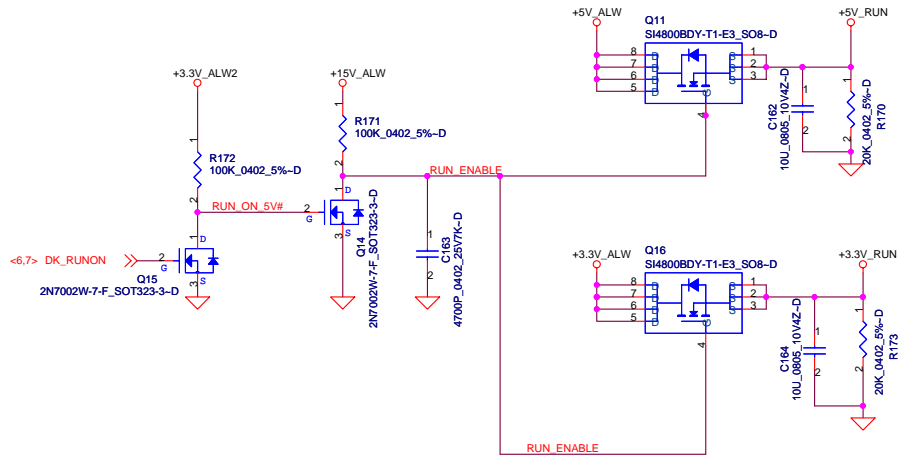 +5V_ALW
Q11
SI4800BDY-T1-E3_SO8~D
+5V_RUN
8
7
6
5
D
D
D
D
S
S
S
G
1
2
3
4
1
2
C162
10U_0805_10V4Z~D
1
2
20K_0402_5%~D
R170
+3.3V_ALW2
+15V_ALW
1
2
R172
100K_0402_5%~D
1
2
R171
100K_0402_5%~D
RUN_ENABLE
RUN_ON_5V#
2
G
1
D
S
3
Q14
2N7002W-7-F_SOT323-3~D
1
2
C163
4700P_0402_25V7K~D
<6,7> DK_RUNON
2
G
1
D
S
3
Q15
2N7002W-7-F_SOT323-3~D
+3.3V_ALW
Q16
SI4800BDY-T1-E3_SO8~D
+3.3V_RUN
8
7
6
5
D
D
D
D
S
S
S
G
1
2
3
4
1
2
C164
10U_0805_10V4Z~D
1
2
20K_0402_5%~D
R173
RUN_ENABLE